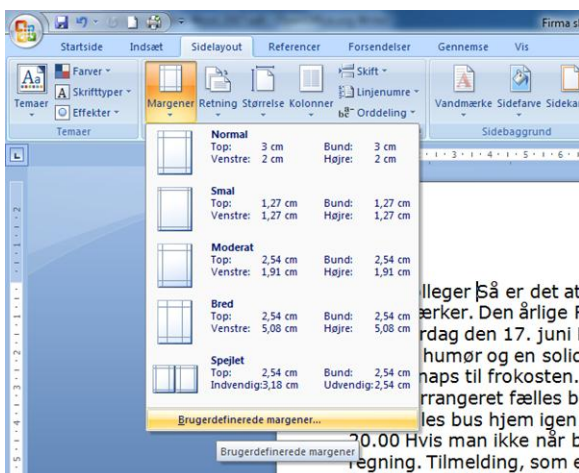 Firma
Startside Indsæt Sidelayout Referencer Forsendelser Gennemse Vis
Temaer
Farver
Skrifttyper
Effekter
Temaer
Margener Retning Størrelse Kolonner
Skift
Linjenumre
Orddeling
Vandmærke Sidefarve
Sidebaggrund
Normal
Top: 3 cm Bund: 3 cm
Venstre: 2 cm Højre: 2 cm
Smal
Top: 1,27 cm Bund: 1,27 cm
Venstre: 1,27 cm Højre: 1,27 cm
Moderat
Top: 2,54 cm Bund: 2,54 cm
Venstre: 1,91 cm Højre: 1,91 cm
Bred
Top: 2,54 cm Bund: 2,54 cm
Venstre: 5,08 cm Højre: 5,08 cm
Spejlet
Top: 2,54 cm Bund: 2,54 cm
Indvendig:3,18 cm Udvendig:2,54 cm
Brugerdefinerede margener...
Brugerdefinerede margener
lleger Så er det at
ærker. Den årlige F
rdag den 17. juni
humør og en solid
naps til frokosten.
rrangeret fælles b
les bus hjem igen
20.00 Hvis man ikke når b
regning. Tilmelding, som e